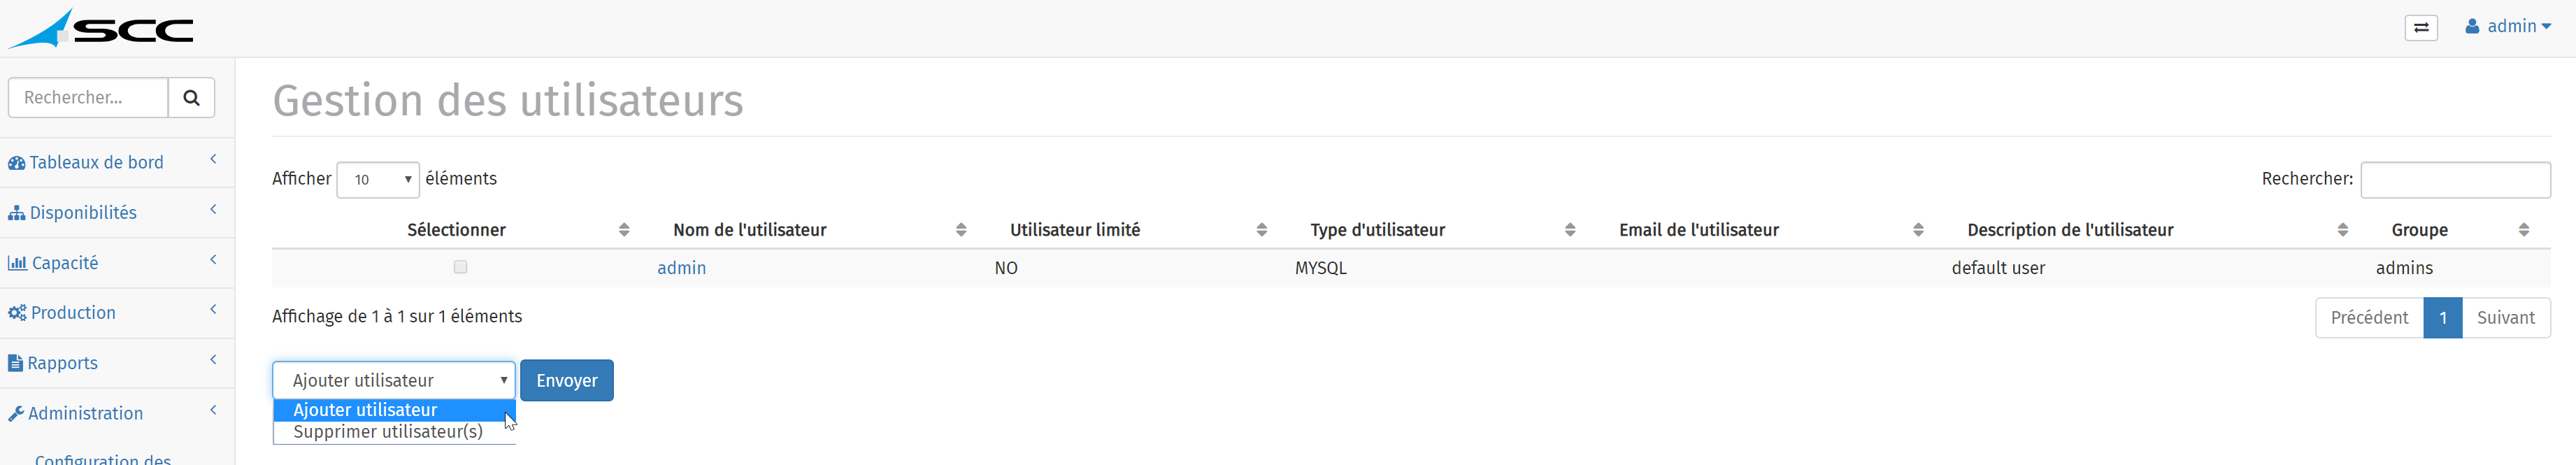 SCC
admin
Rechercher...
Gestion des utilisateurs
Tableaux de bord
Disponibilités
Capacité
Production
Rapports
Administration
Configuration des
Afficher 10 éléments
Rechercher:
Sélectionner Nom de l'utilisateur Utilisateur limité Type d'utilisateur Email de l'utilisateur Description de l'utilisateur Groupe
admin NO MYSQL default user admins
Affichage de 1 à 1 sur 1 éléments
Précédent 1 Suivant
Ajouter utilisateur Envoyer
Ajouter utilisateur
Supprimer utilisateur(s)